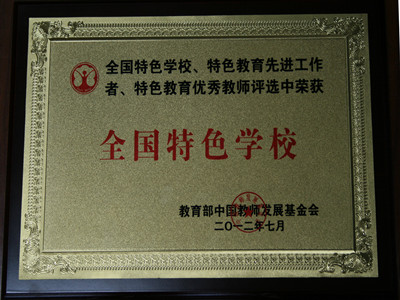 全国特色学校、特色教育先进工作
者、特色教育优秀教师评选中荣获
全国特色学校
教育部中国教师发展基金会
二〇一二年七月